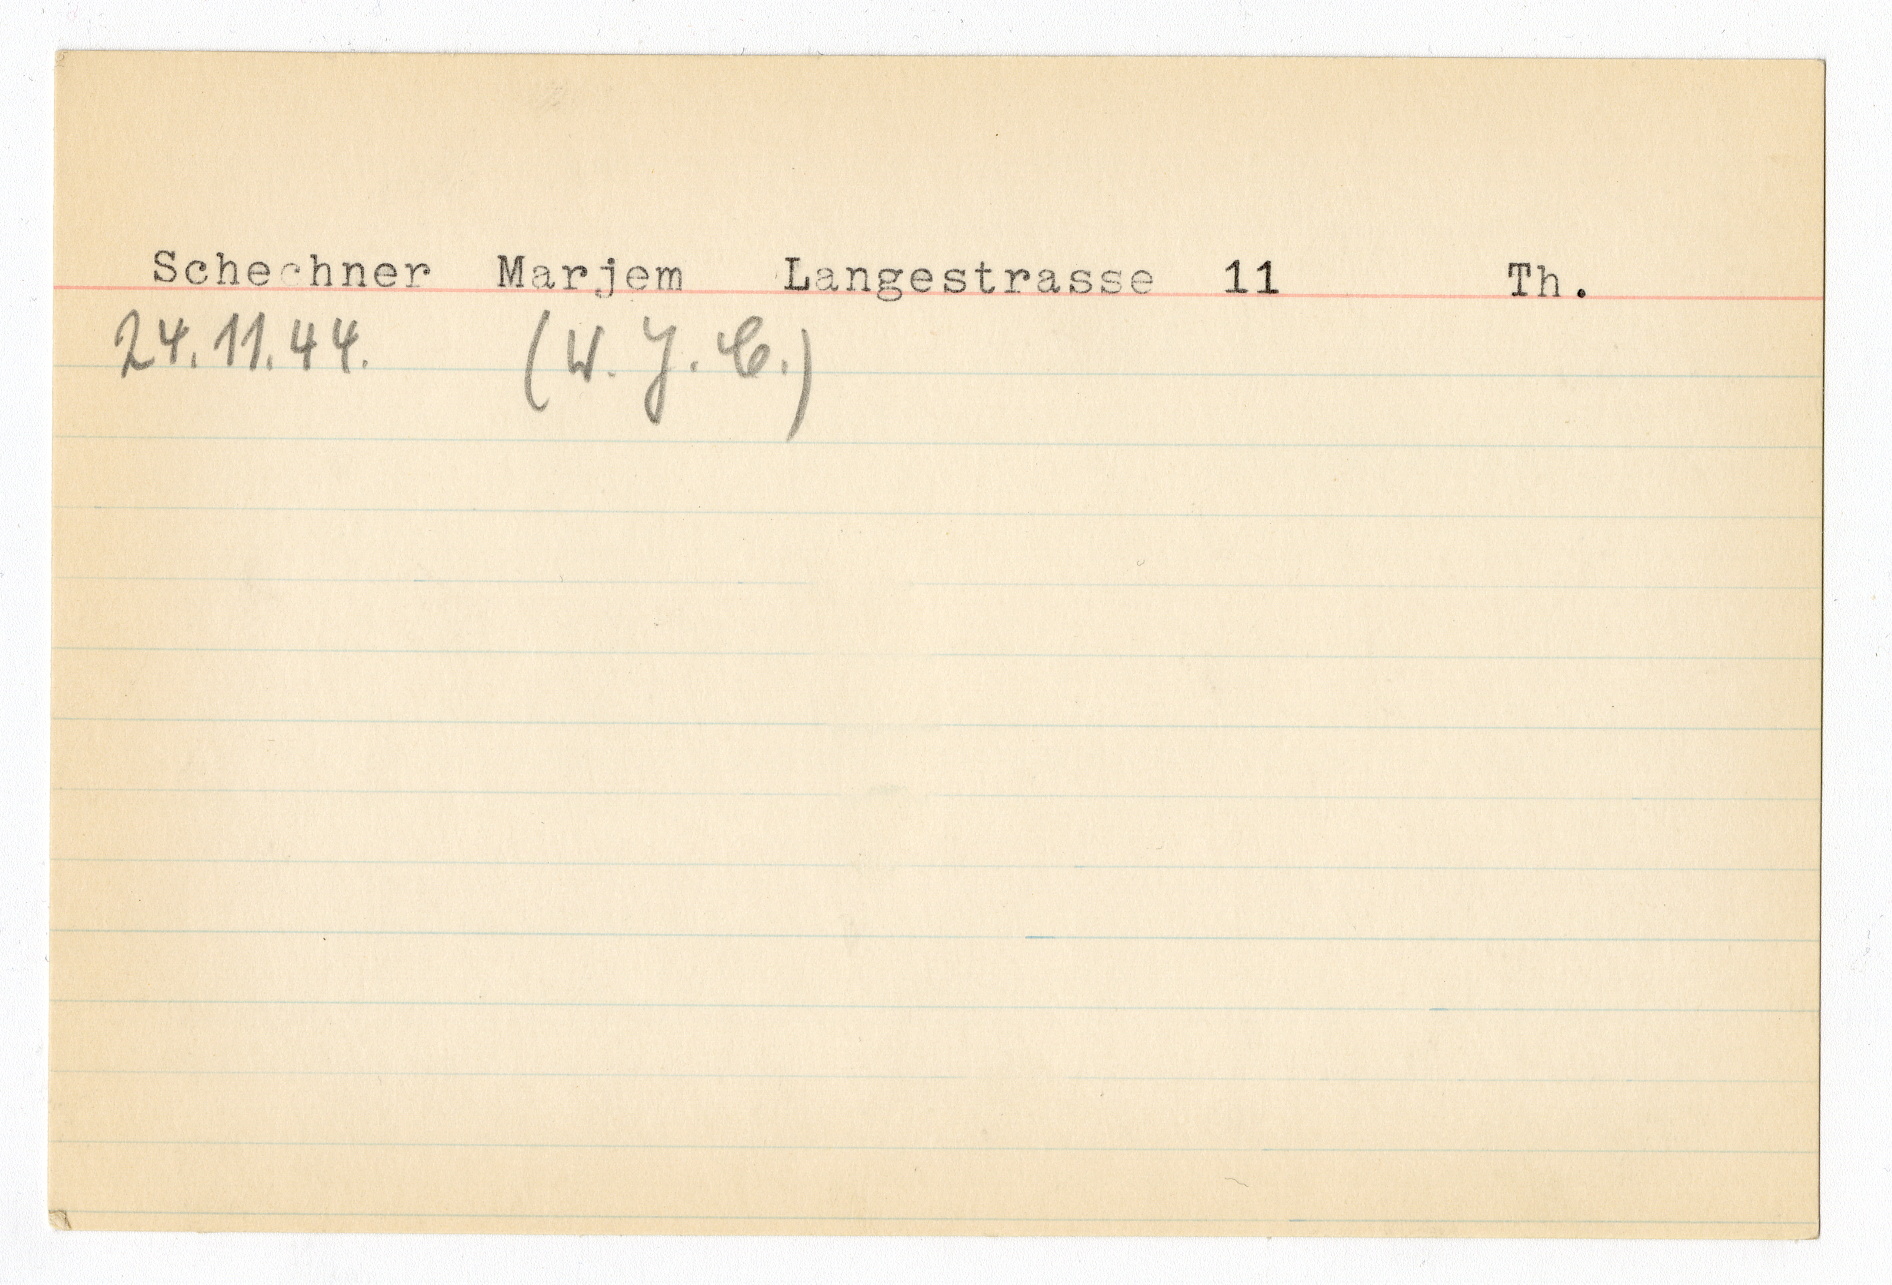 Schechner Marjem Langestrasse 11 Th.
24.11.44. (W. J. C.)